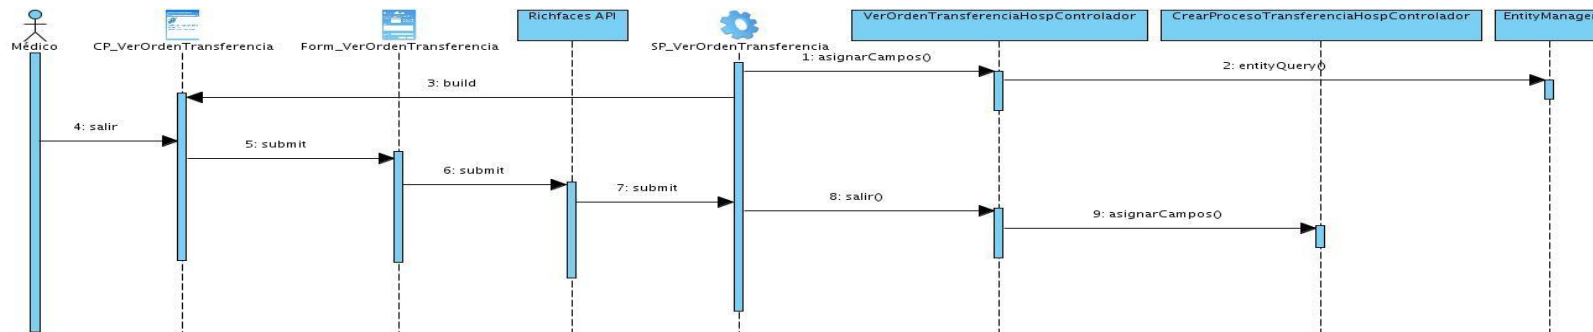 Richfaces API
VerOrdenTransferenciaHospControlador
CrearProcesoTransferenciaHospControlador
EntityManager
Médico
CP_VerOrdenTransferencia
Form_VerOrdenTransferencia
SP_VerOrdenTransferencia
1: asignarCampos()
2: entityQuery()
3: build
4: salir
5: submit
6: submit
7: submit
8: salir()
9: asignarCampos()